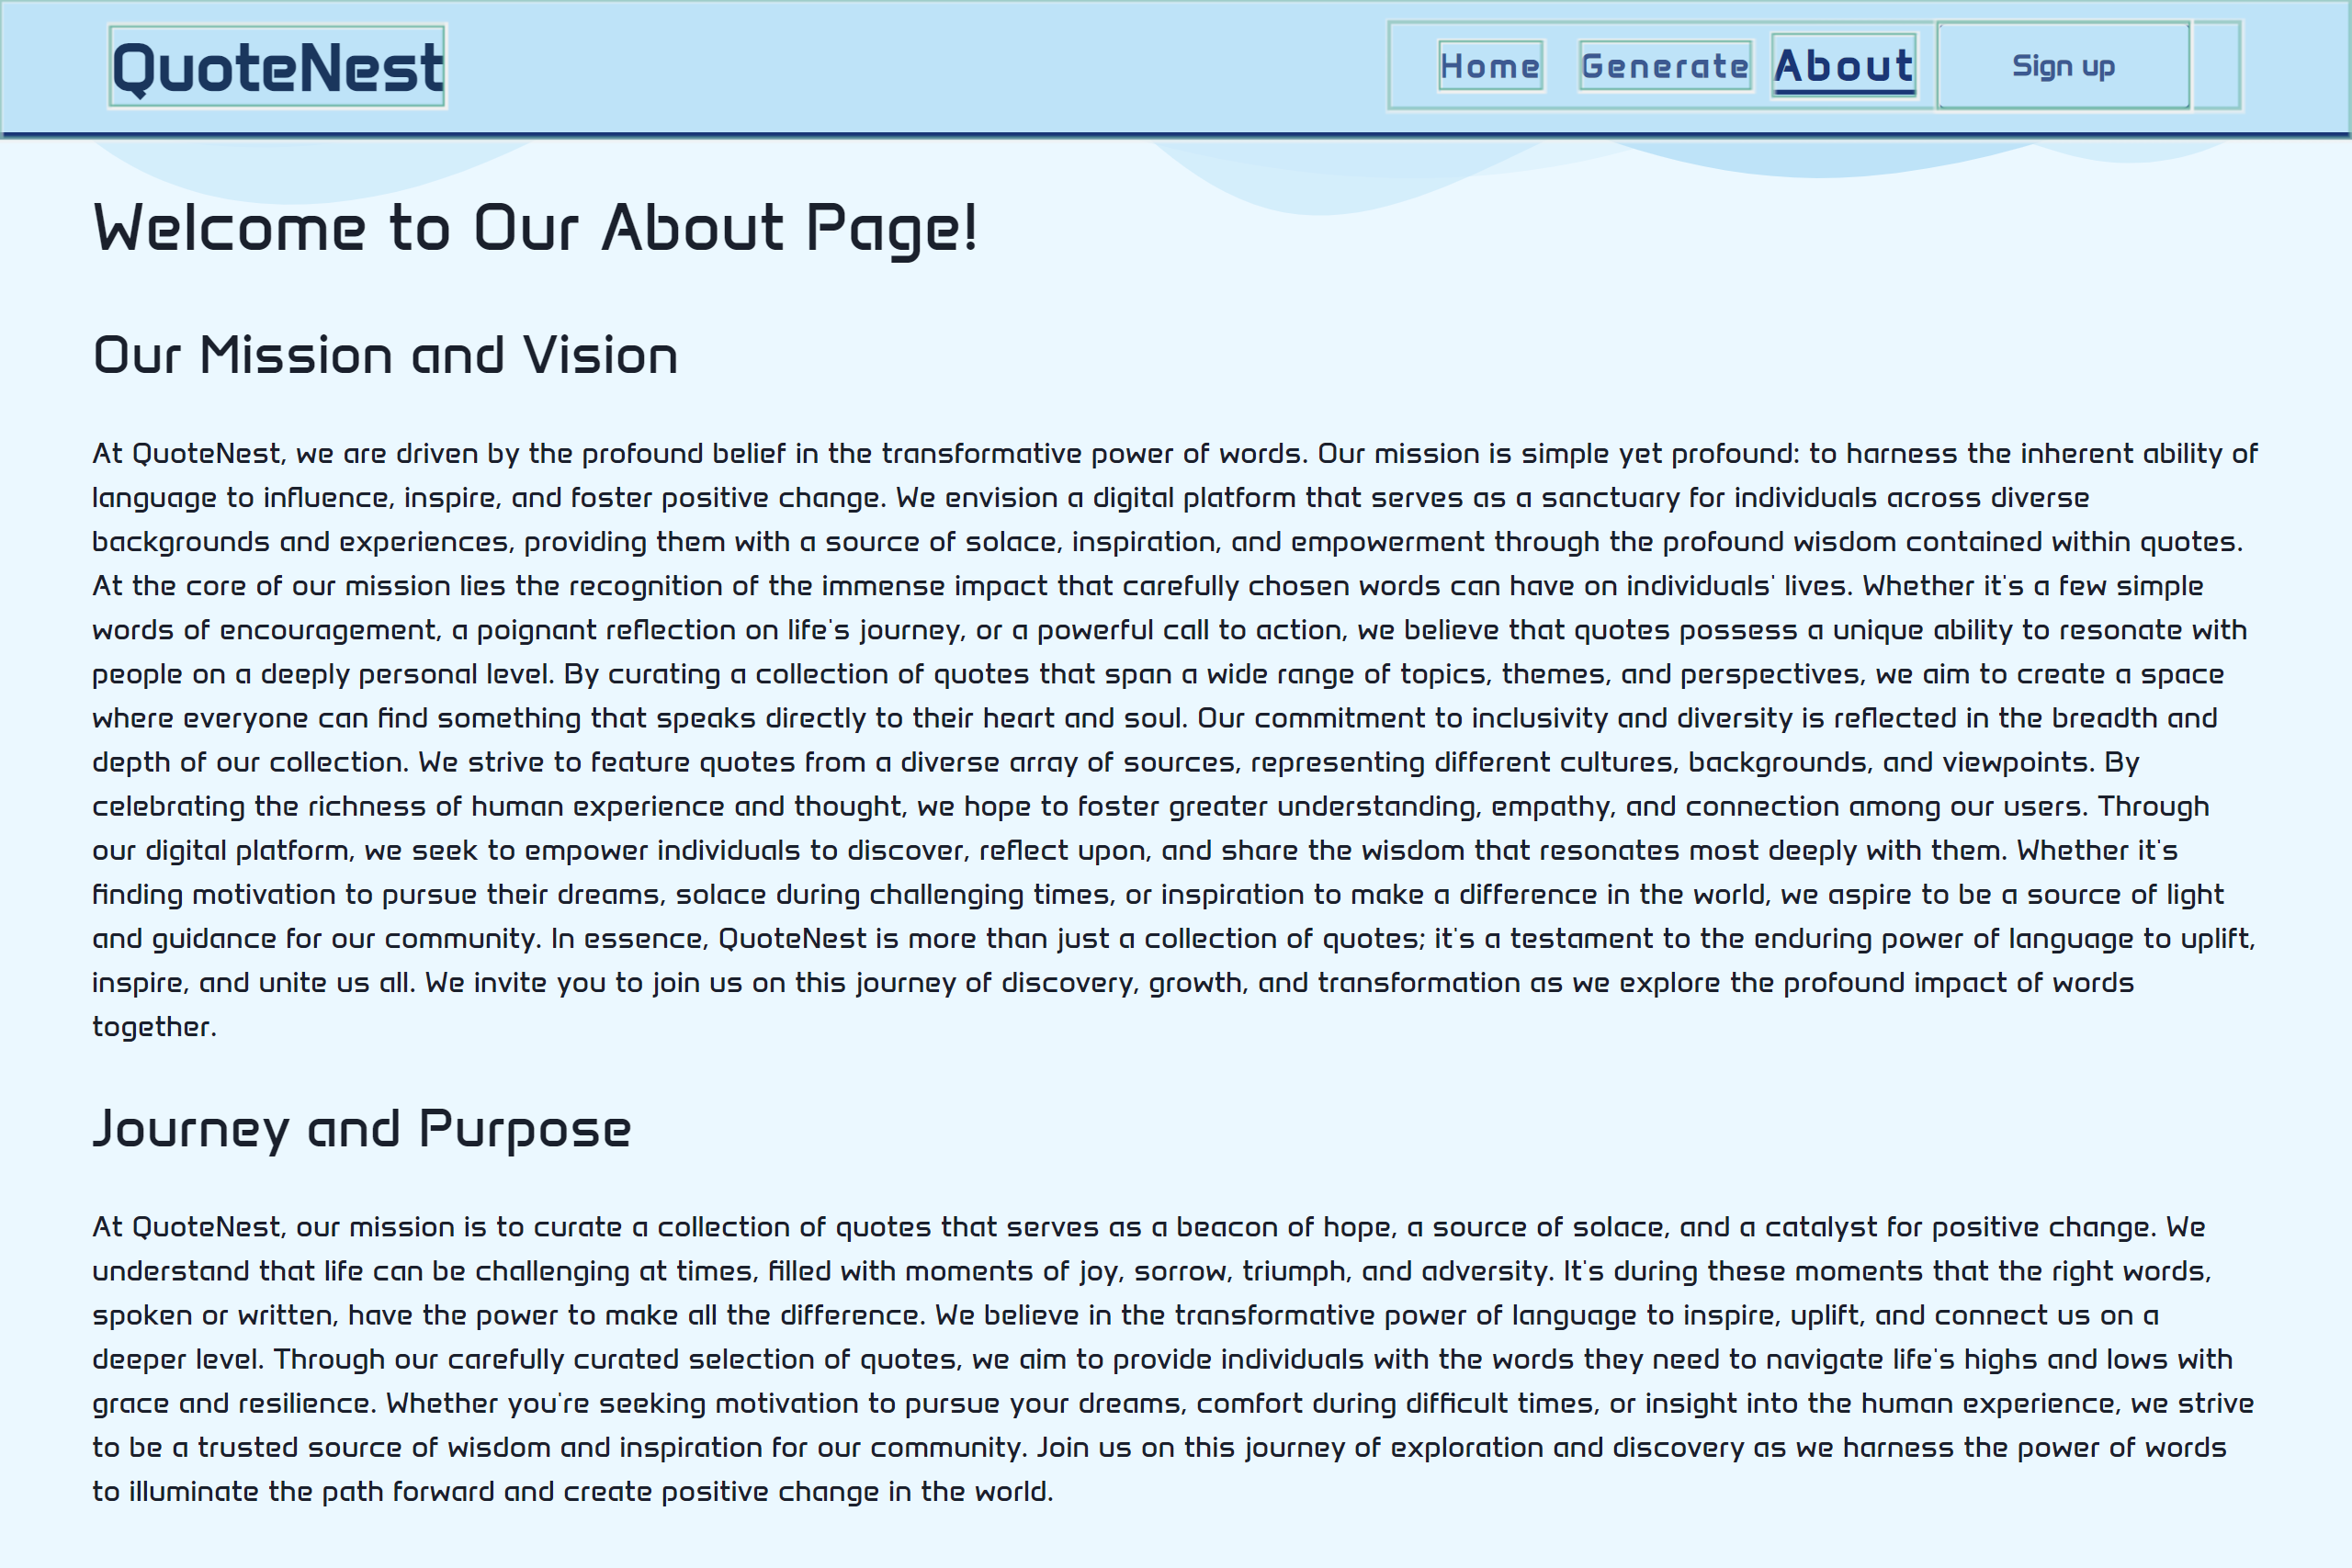 QuoteNest
Home Generate About Sign up
Welcome to Our About Page!
Our Mission and Vision
At QuoteNest, we are driven by the profound belief in the transformative power of words. Our mission is simple yet profound: to harness the inherent ability of
language to influence, inspire, and foster positive change. We envision a digital platform that serves as a sanctuary for individuals across diverse
backgrounds and experiences, providing them with a source of solace, inspiration, and empowerment through the profound wisdom contained within quotes.
At the core of our mission lies the recognition of the immense impact that carefully chosen words can have on individuals' lives. Whether it's a few simple
words of encouragement, a poignant reflection on life's journey, or a powerful call to action, we believe that quotes possess a unique ability to resonate with
people on a deeply personal level. By curating a collection of quotes that span a wide range of topics, themes, and perspectives, we aim to create a space
where everyone can find something that speaks directly to their heart and soul. Our commitment to inclusivity and diversity is reflected in the breadth and
depth of our collection. We strive to feature quotes from a diverse array of sources, representing different cultures, backgrounds, and viewpoints. By
celebrating the richness of human experience and thought, we hope to foster greater understanding, empathy, and connection among our users. Through
our digital platform, we seek to empower individuals to discover, reflect upon, and share the wisdom that resonates most deeply with them. Whether it's
finding motivation to pursue their dreams, solace during challenging times, or inspiration to make a difference in the world, we aspire to be a source of light
and guidance for our community. In essence, QuoteNest is more than just a collection of quotes; it's a testament to the enduring power of language to uplift,
inspire, and unite us all. We invite you to join us on this journey of discovery, growth, and transformation as we explore the profound impact of words
together.
Journey and Purpose
At QuoteNest, our mission is to curate a collection of quotes that serves as a beacon of hope, a source of solace, and a catalyst for positive change. We
understand that life can be challenging at times, filled with moments of joy, sorrow, triumph, and adversity. It's during these moments that the right words,
spoken or written, have the power to make all the difference. We believe in the transformative power of language to inspire, uplift, and connect us on a
deeper level. Through our carefully curated selection of quotes, we aim to provide individuals with the words they need to navigate life's highs and lows with
grace and resilience. Whether you're seeking motivation to pursue your dreams, comfort during difficult times, or insight into the human experience, we strive
to be a trusted source of wisdom and inspiration for our community. Join us on this journey of exploration and discovery as we harness the power of words
to illuminate the path forward and create positive change in the world.